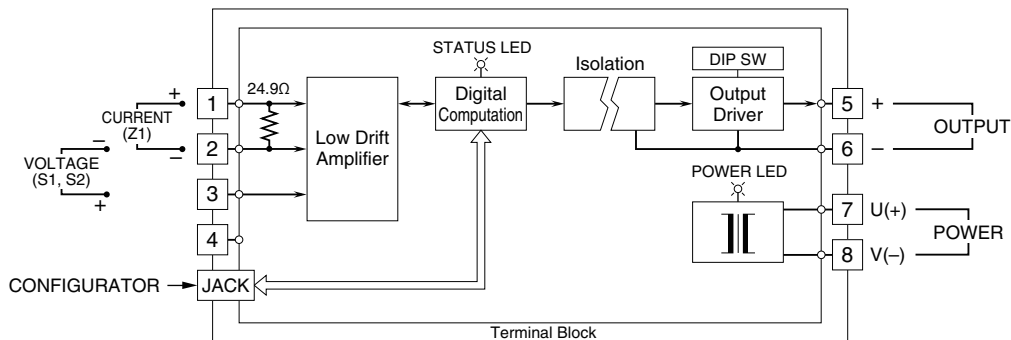 STATUS LED
Isolation
DIP SW
1
24.9Ω
+
CURRENT
(Z1)
–
Low Drift
Amplifier
Digital
Computation
Output
Driver
5
+
OUTPUT
6
–
2
–
VOLTAGE
(S1, S2)
+
3
4
POWER LED
7
U(+)
POWER
8
V(–)
CONFIGURATOR
JACK
Terminal Block